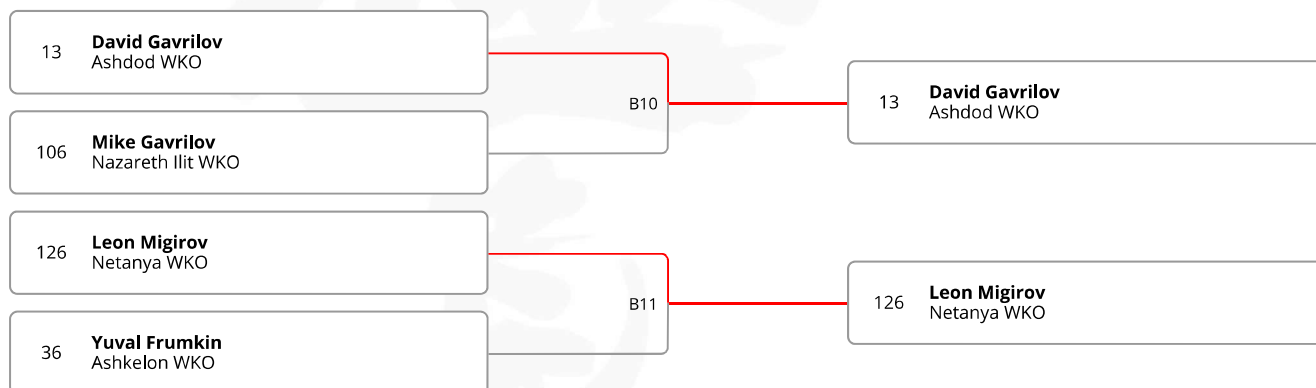 13
David Gavrilov
Ashdod WKO
106
Mike Gavrilov
Nazareth Ilit WKO
B10
13
David Gavrilov
Ashdod WKO
126
Leon Migirov
Netanya WKO
36
Yuval Frumkin
Ashkelon WKO
B11
126
Leon Migirov
Netanya WKO